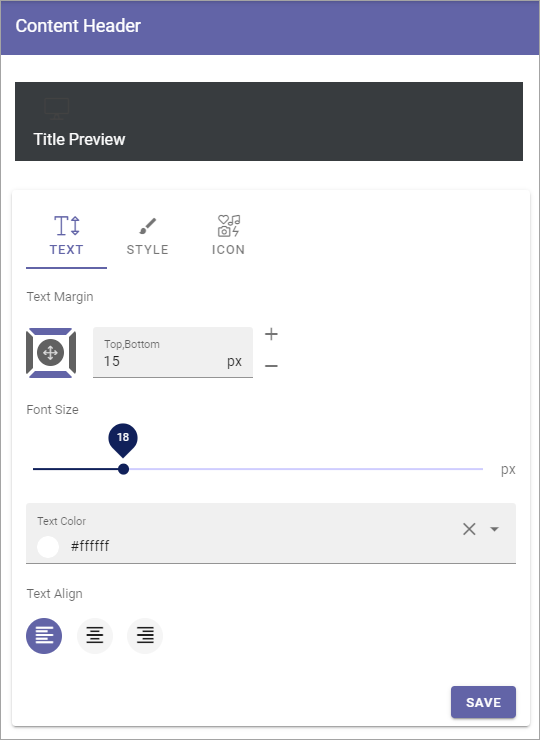 Content Header
Title Preview
TEXT STYLE ICON
Text Margin
Top,Bottom
15 px
Font Size
18
px
Text Color
#ffffff
Text Align
SAVE